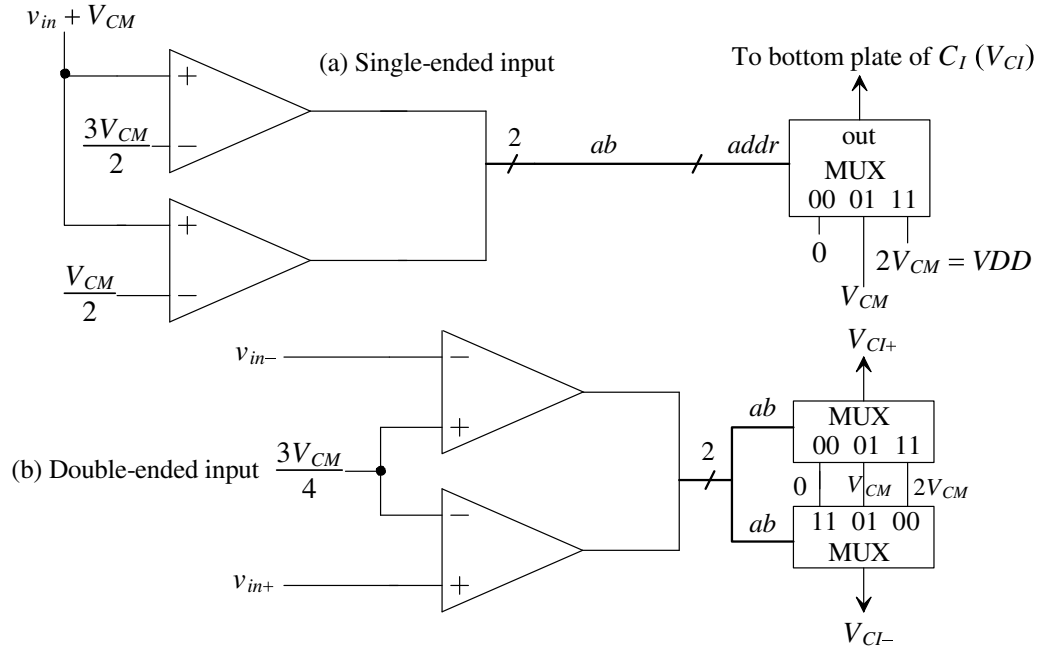 v_in + V_CM
(a) Single-ended input
To bottom plate of C_I (V_CI)
+
3V_CM
2
−
out
MUX
00 01 11
2
ab
addr
0
2V_CM = VDD
V_CM
+
V_CM
2
−
v_in−
−
+
V_CI+
ab
MUX
00 01 11
(b) Double-ended input
3V_CM
4
2
0
V_CM
2V_CM
−
ab
11 01 00
MUX
v_in+
+
V_CI−